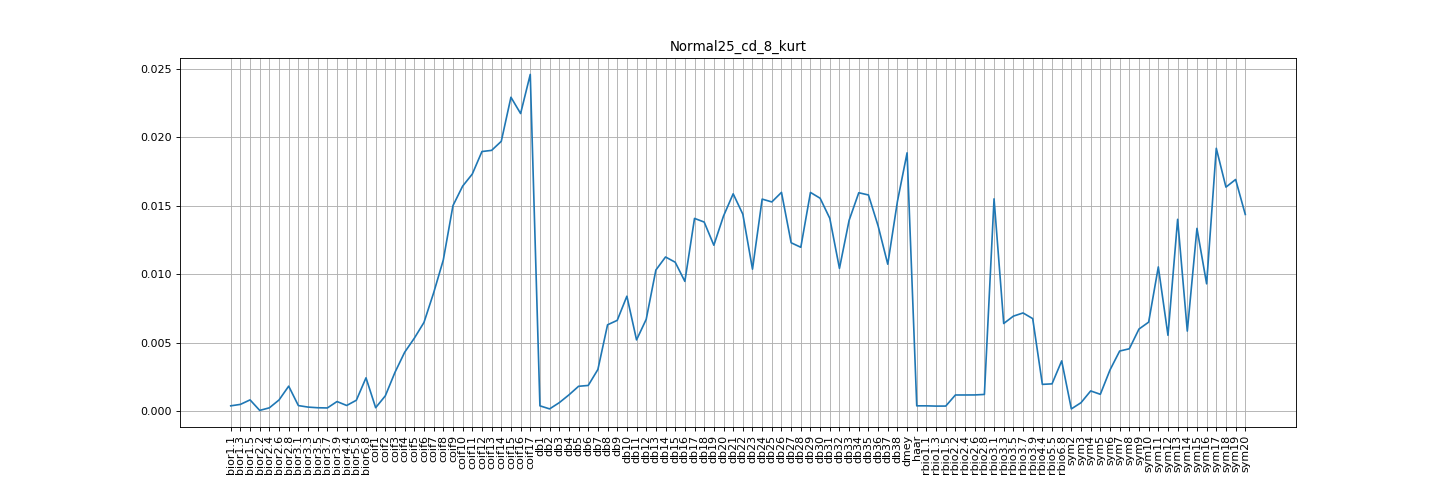 Normal25_cd_8_kurt
0.025
0.020
0.015
0.010
0.005
0.000
bior1.1
bior1.3
bior1.5
bior2.2
bior2.4
bior2.6
bior2.8
bior3.1
bior3.3
bior3.5
bior3.7
bior3.9
bior4.4
bior5.5
bior6.8
coif1
coif2
coif3
coif4
coif5
coif6
coif7
coif8
coif9
coif10
coif11
coif12
coif13
coif14
coif15
coif16
coif17
db1
db2
db3
db4
db5
db6
db7
db8
db9
db10
db11
db12
db13
db14
db15
db16
db17
db18
db19
db20
db21
db22
db23
db24
db25
db26
db27
db28
db29
db30
db31
db32
db33
db34
db35
db36
db37
db38
dmey
haar
rbio1.1
rbio1.3
rbio1.5
rbio2.2
rbio2.4
rbio2.6
rbio2.8
rbio3.1
rbio3.3
rbio3.5
rbio3.7
rbio3.9
rbio4.4
rbio5.5
rbio6.8
sym2
sym3
sym4
sym5
sym6
sym7
sym8
sym9
sym10
sym11
sym12
sym13
sym14
sym15
sym16
sym17
sym18
sym19
sym20